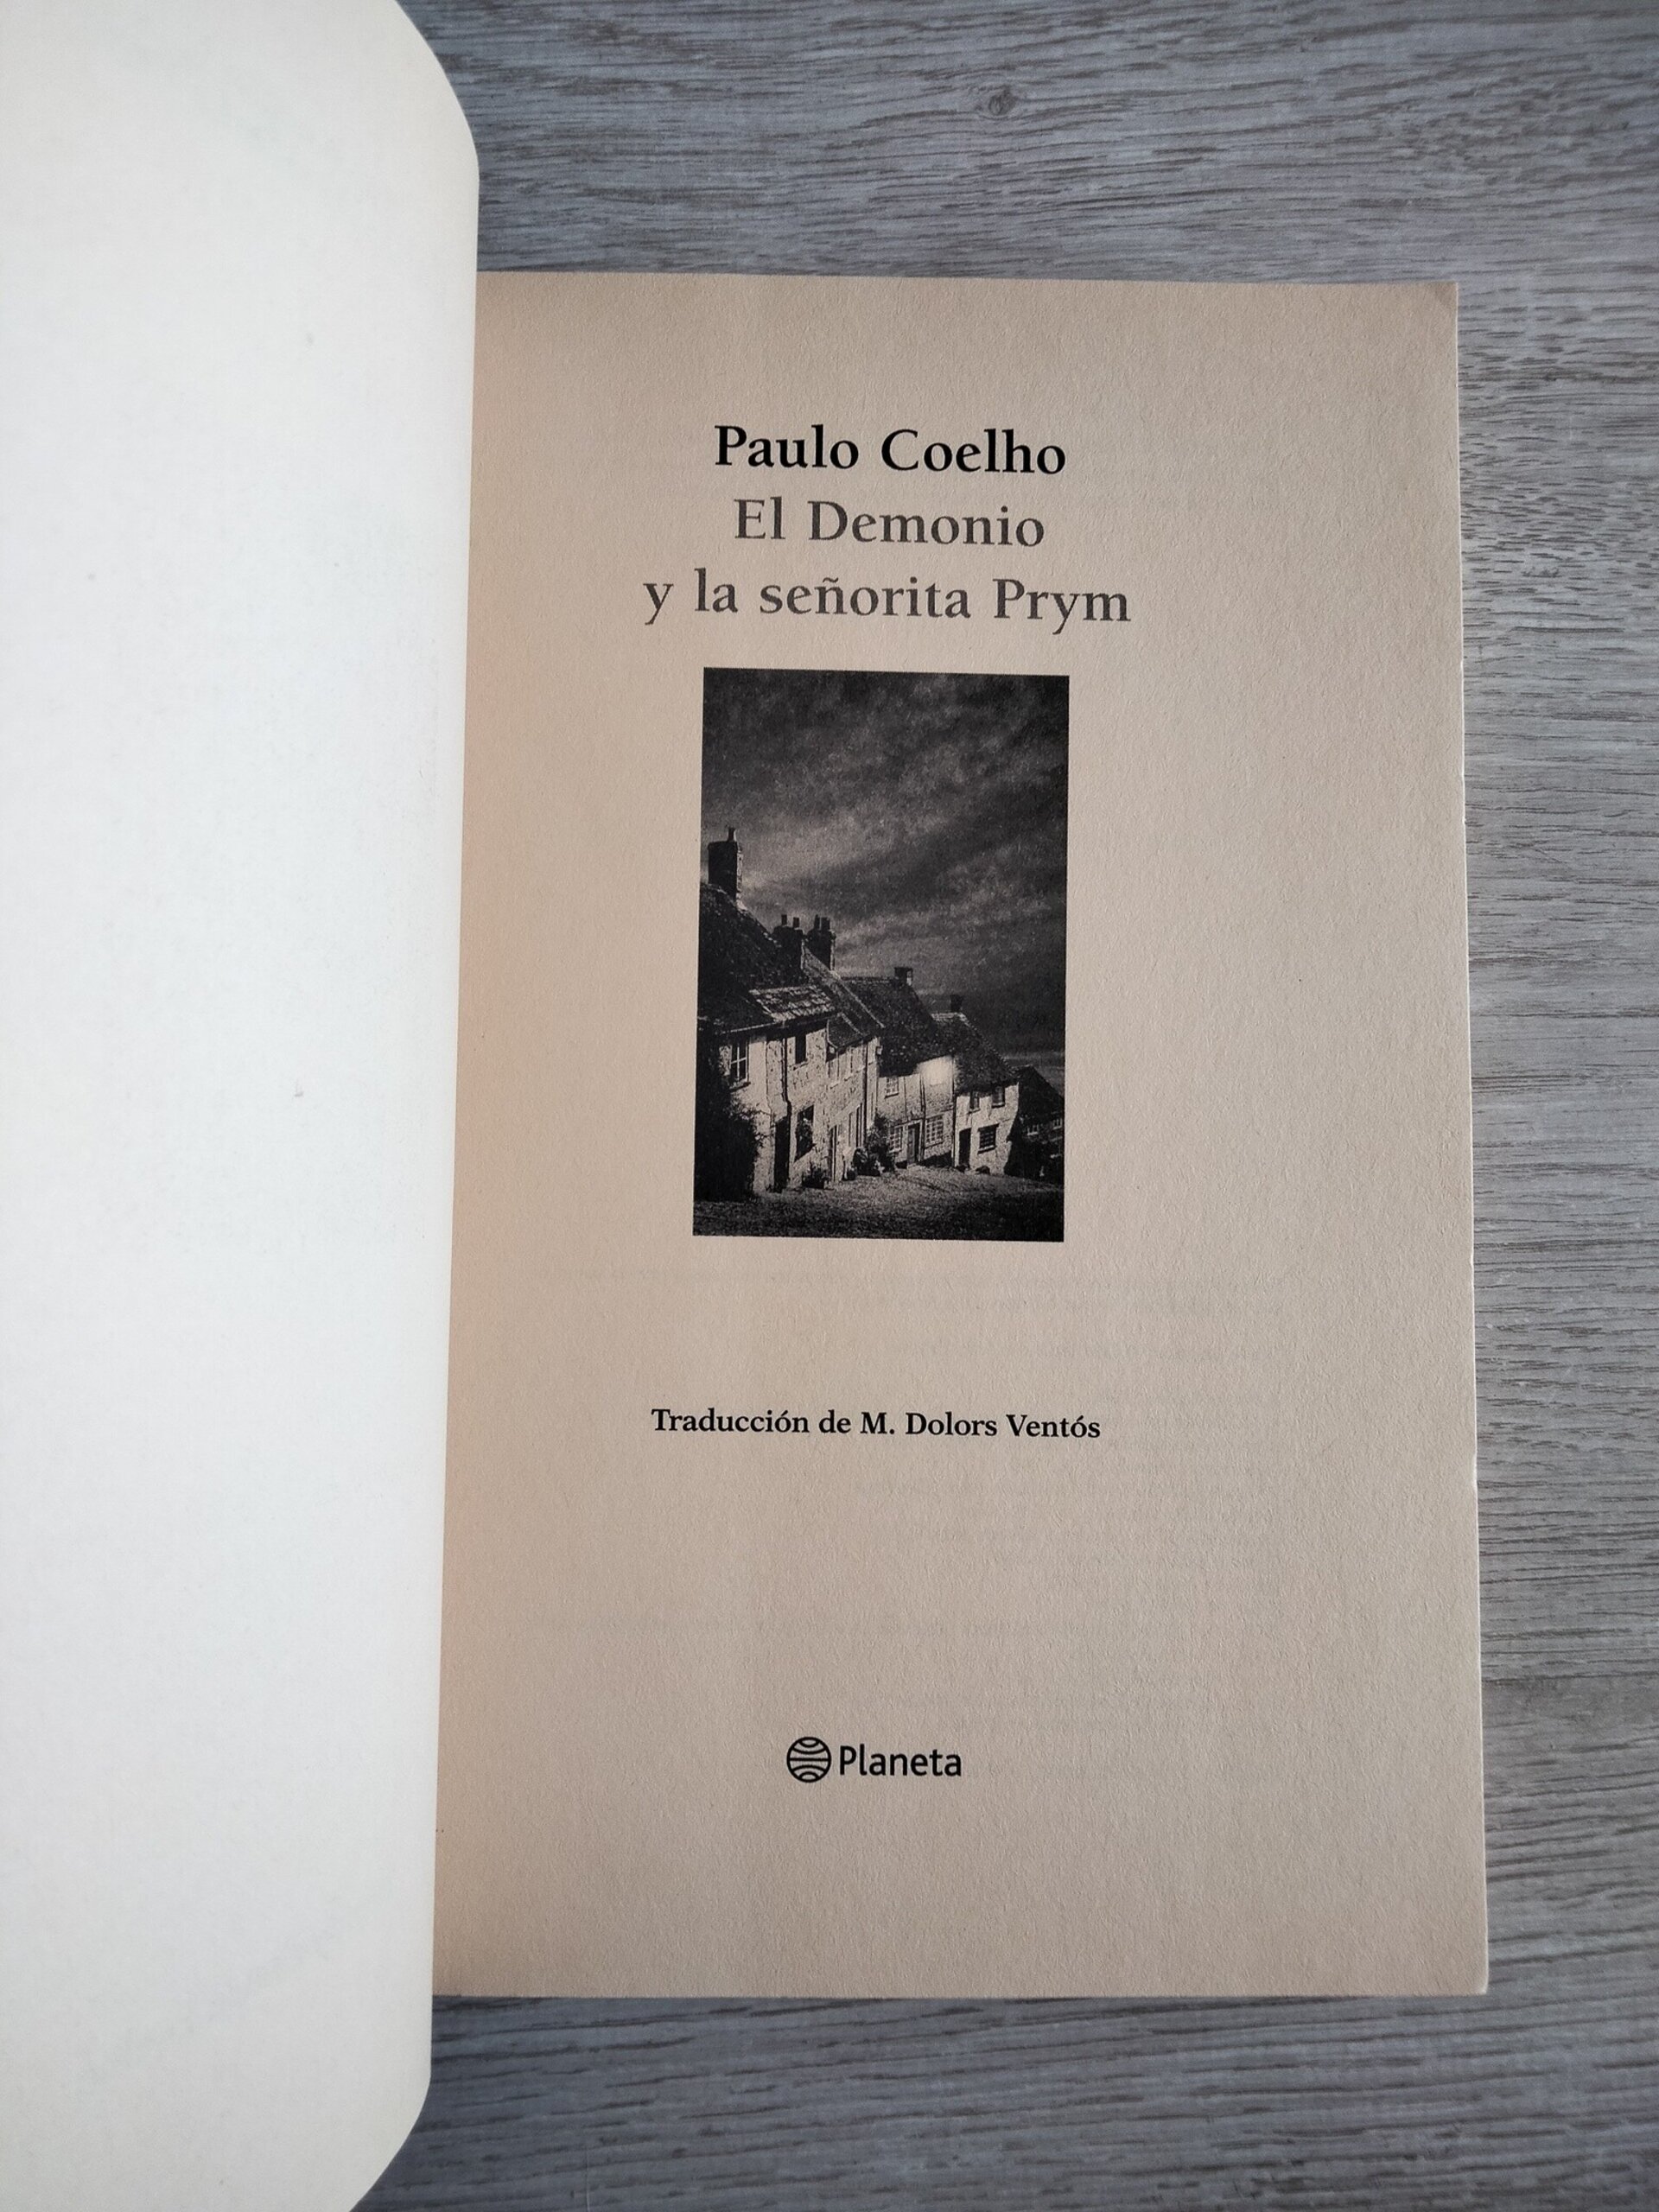 Paulo Coelho
El Demonio
y la señorita Prym
Traducción de M. Dolors Ventós
Planeta